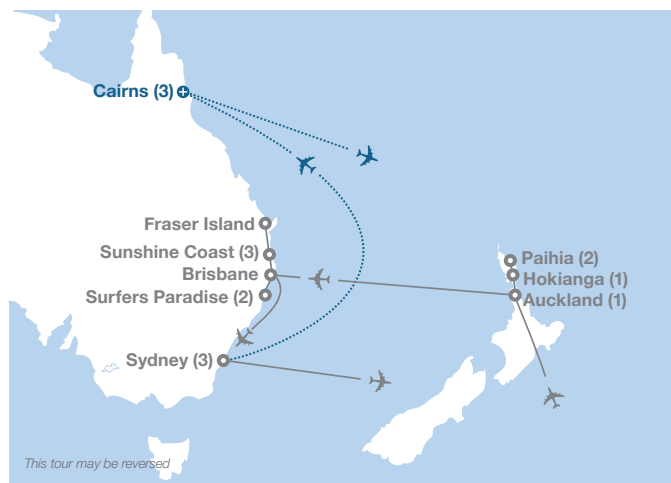 Cairns (3)
Fraser Island
Sunshine Coast (3)
Brisbane
Surfers Paradise (2)
Sydney (3)
Paihia (2)
Hokianga (1)
Auckland (1)
This tour may be reversed